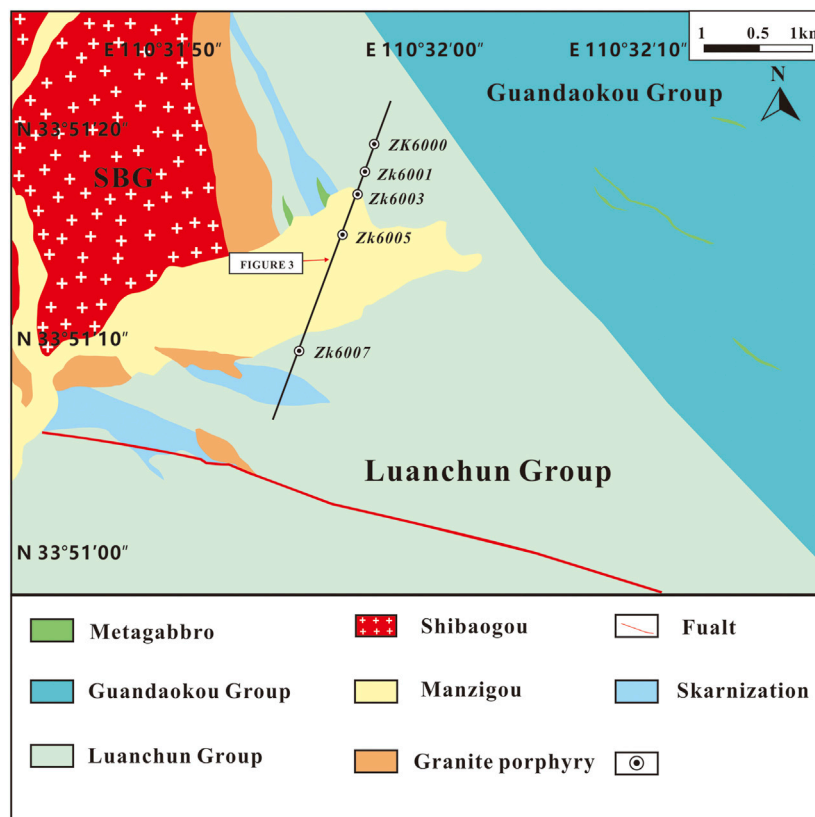 E 110°31′50″ E 110°32′00″ E 110°32′10″
1 0.5 1km
N
Guandaokou Group
N 33°51′20″
ZK6000
SBG
Zk6001
Zk6003
Zk6005
FIGURE 3
N 33°51′10″
Zk6007
Luanchun Group
N 33°51′00″
Metagabbro Shibaogou Fualt
Guandaokou Group Manzigou Skarnization
Luanchun Group Granite porphyry